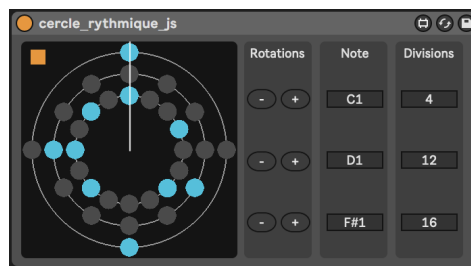 cercle_rythmique_js
Rotations Note Divisions
- + C1 4
- + D1 12
- + F#1 16